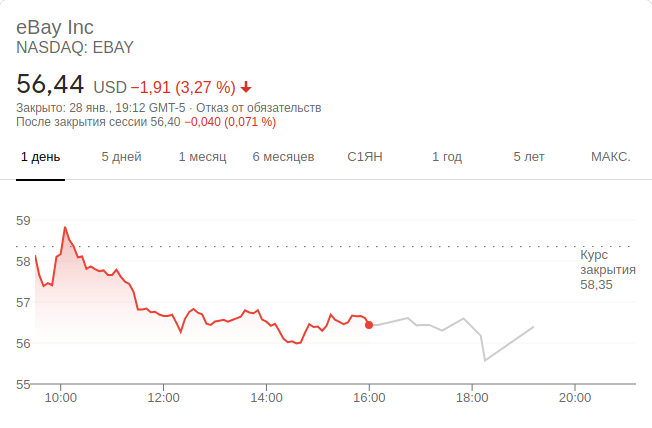 eBay Inc
NASDAQ: EBAY
56,44 USD −1,91 (3,27 %)
Закрыто: 28 янв., 19:12 GMT-5 · Отказ от обязательств
После закрытия сессии 56,40 −0,040 (0,071 %)
1 день 5 дней 1 месяц 6 месяцев С1ЯН 1 год 5 лет МАКС.
59
58
57
56
55
Курс
закрытия
58,35
10:00 12:00 14:00 16:00 18:00 20:00